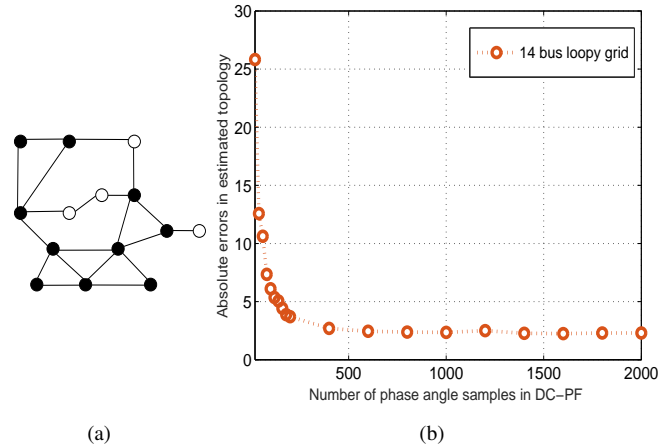 30
25
20
15
10
5
0
Absolute errors in estimated topology
14 bus loopy grid
500
1000
1500
2000
Number of phase angle samples in DC−PF
(a)
(b)